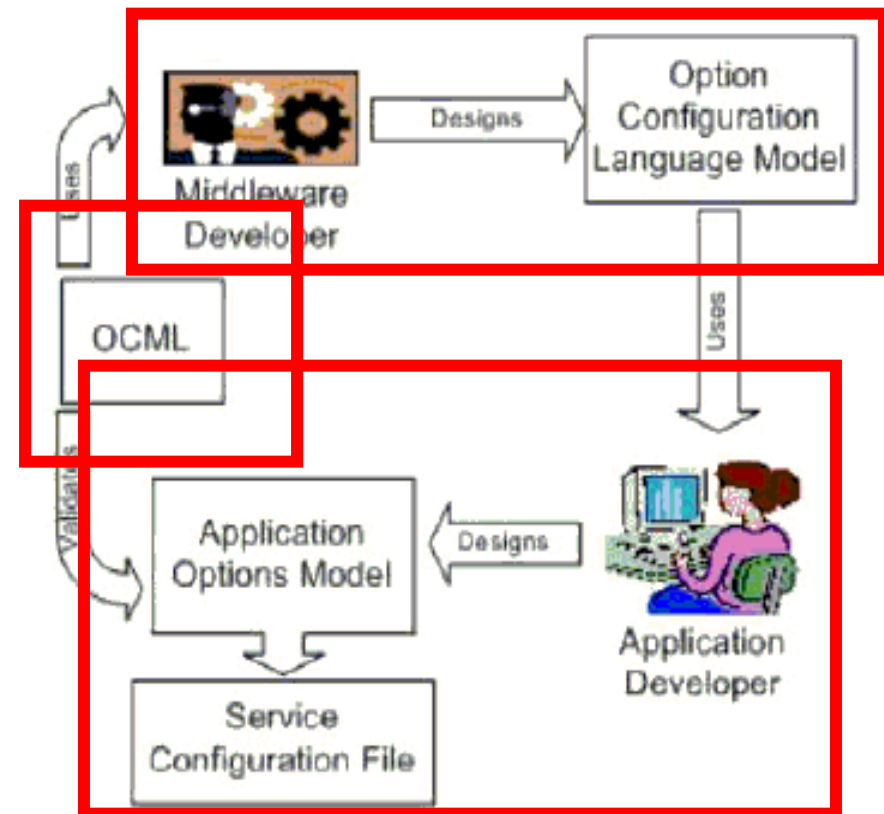 Option
Configuration
Language Model
Designs
Middleware
Developer
Uses
OCML
Uses
Validates
Application
Options Model
Designs
Application
Developer
Service
Configuration File